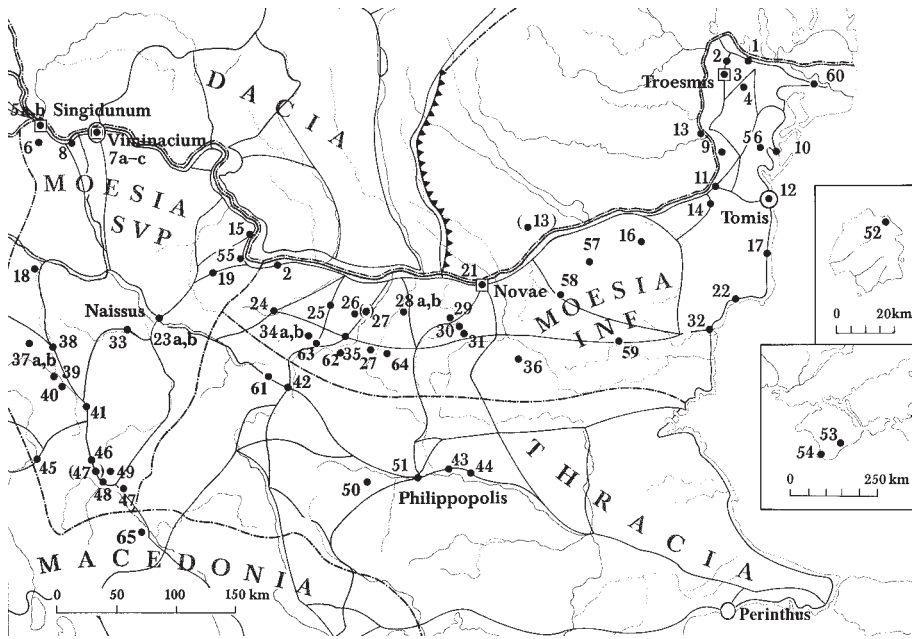 DACIA
1
2
60
Troesmis
3
4
5a,b
Singidunum
6
8
Viminacium
7a–c
13
9
56
10
MOESIA
SVP
11
12
14
Tomis
15
(13)
16
57
17
52
55
18
19
2
21
58
Novae
MOESIA
INF
22
0
20km
Naissus
24
25
26
27
28 a,b
29
30
31
32
33
23 a,b
34a,b
63
62
35
27
64
59
36
37a,b
38
39
40
61
42
41
53
54
THRACIA
45
46
(47)
49
48
47
51
43
44
50
Philippopolis
0
250 km
65
MACEDONIA
0
50
100
150 km
Perinthus